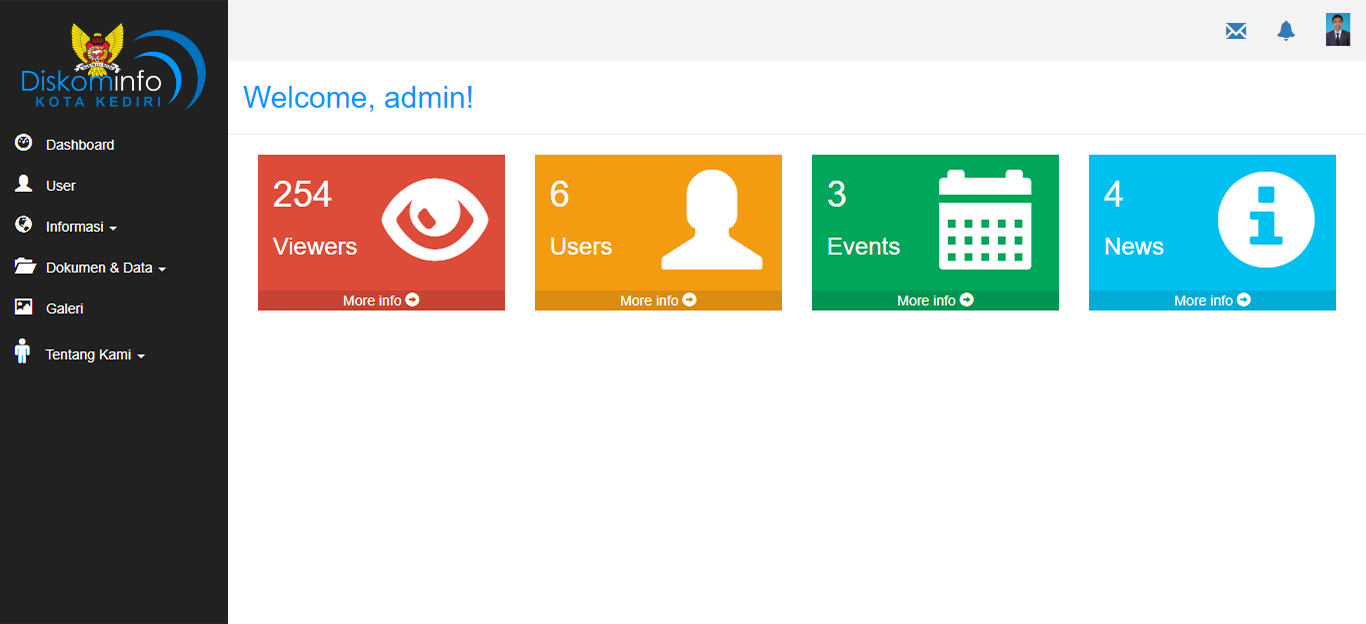 Diskominfo
KOTA KEDIRI
Dashboard
User
Informasi
Dokumen & Data
Galeri
Tentang Kami
Welcome, admin!
254
Viewers
More info
6
Users
More info
3
Events
More info
4
News
More info